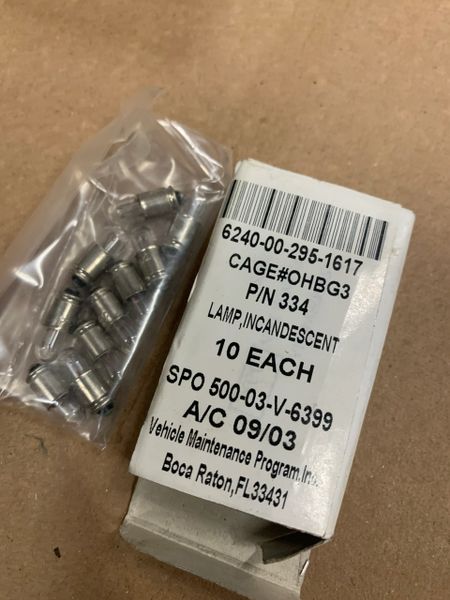 6240-00-295-1617
CAGE#OHBG3
P/N 334
LAMP,INCANDESCENT
10 EACH
SPO 500-03-V-6399
A/C 09/03
Vehicle Maintenance Program,Inc.
Boca Raton,FL33431